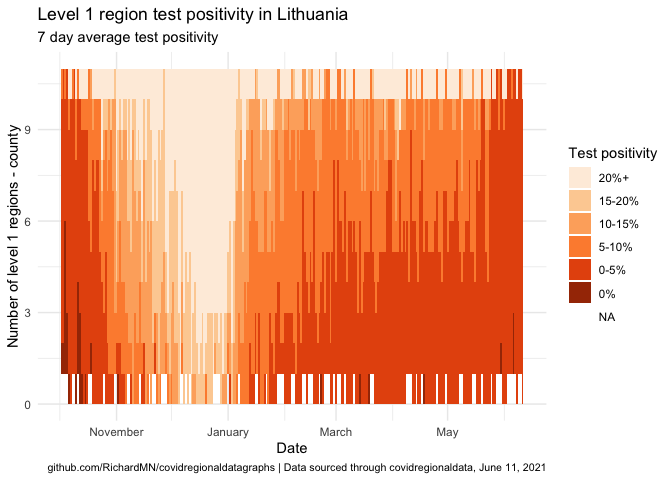 Level 1 region test positivity in Lithuania
7 day average test positivity
Number of level 1 regions - county
9
6
3
0
November
January
March
May
Date
Test positivity
20%+
15-20%
10-15%
5-10%
0-5%
0%
NA
github.com/RichardMN/covidregionaldatagraphs | Data sourced through covidregionaldata, June 11, 2021